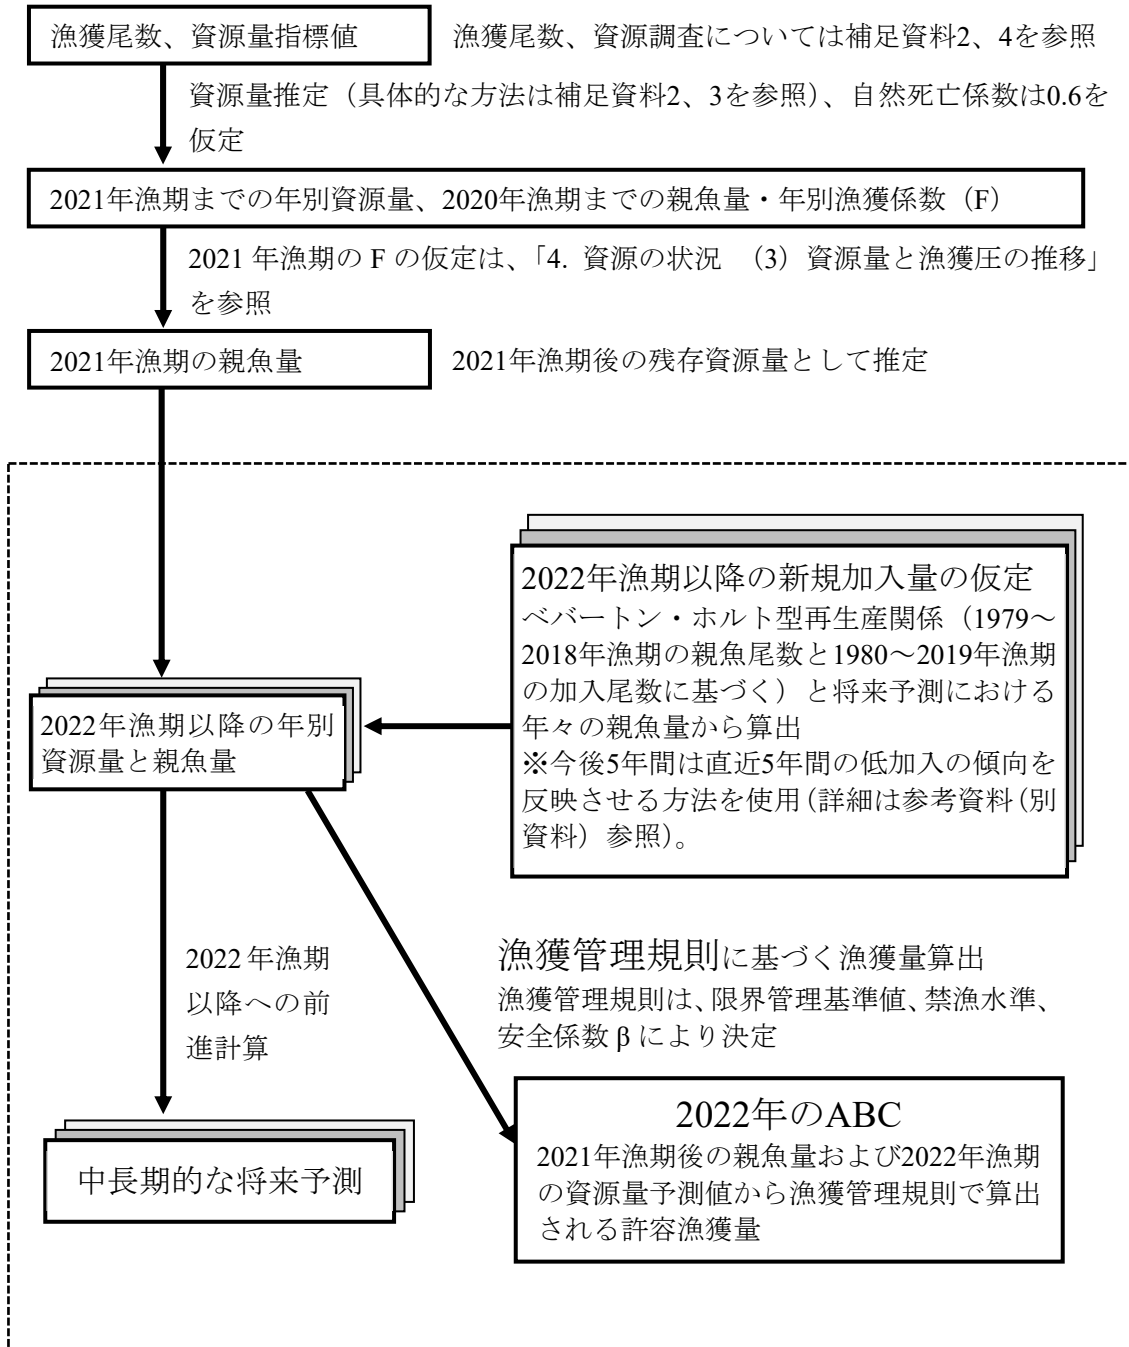 漁獲尾数、資源量指標値
漁獲尾数、資源調査については補足資料2、4を参照
資源量推定（具体的な方法は補足資料2、3を参照）、自然死亡係数は0.6を
仮定
2021年漁期までの年別資源量、2020年漁期までの親魚量・年別漁獲係数（F）
2021 年漁期の F の仮定は、「4. 資源の状況　（3）資源量と漁獲圧の推移」
を参照
2021年漁期の親魚量
2021年漁期後の残存資源量として推定
2022年漁期以降の新規加入量の仮定
ベバートン・ホルト型再生産関係（1979～
2018年漁期の親魚尾数と1980～2019年漁期
の加入尾数に基づく）と将来予測における
年々の親魚量から算出
※今後5年間は直近5年間の低加入の傾向を
反映させる方法を使用（詳細は参考資料（別
資料）参照）。
2022年漁期以降の年別
資源量と親魚量
2022 年漁期
以降への前
進計算
漁獲管理規則に基づく漁獲量算出
漁獲管理規則は、限界管理基準値、禁漁水準、
安全係数 β により決定
中長期的な将来予測
2022年のABC
2021年漁期後の親魚量および2022年漁期
の資源量予測値から漁獲管理規則で算出
される許容漁獲量